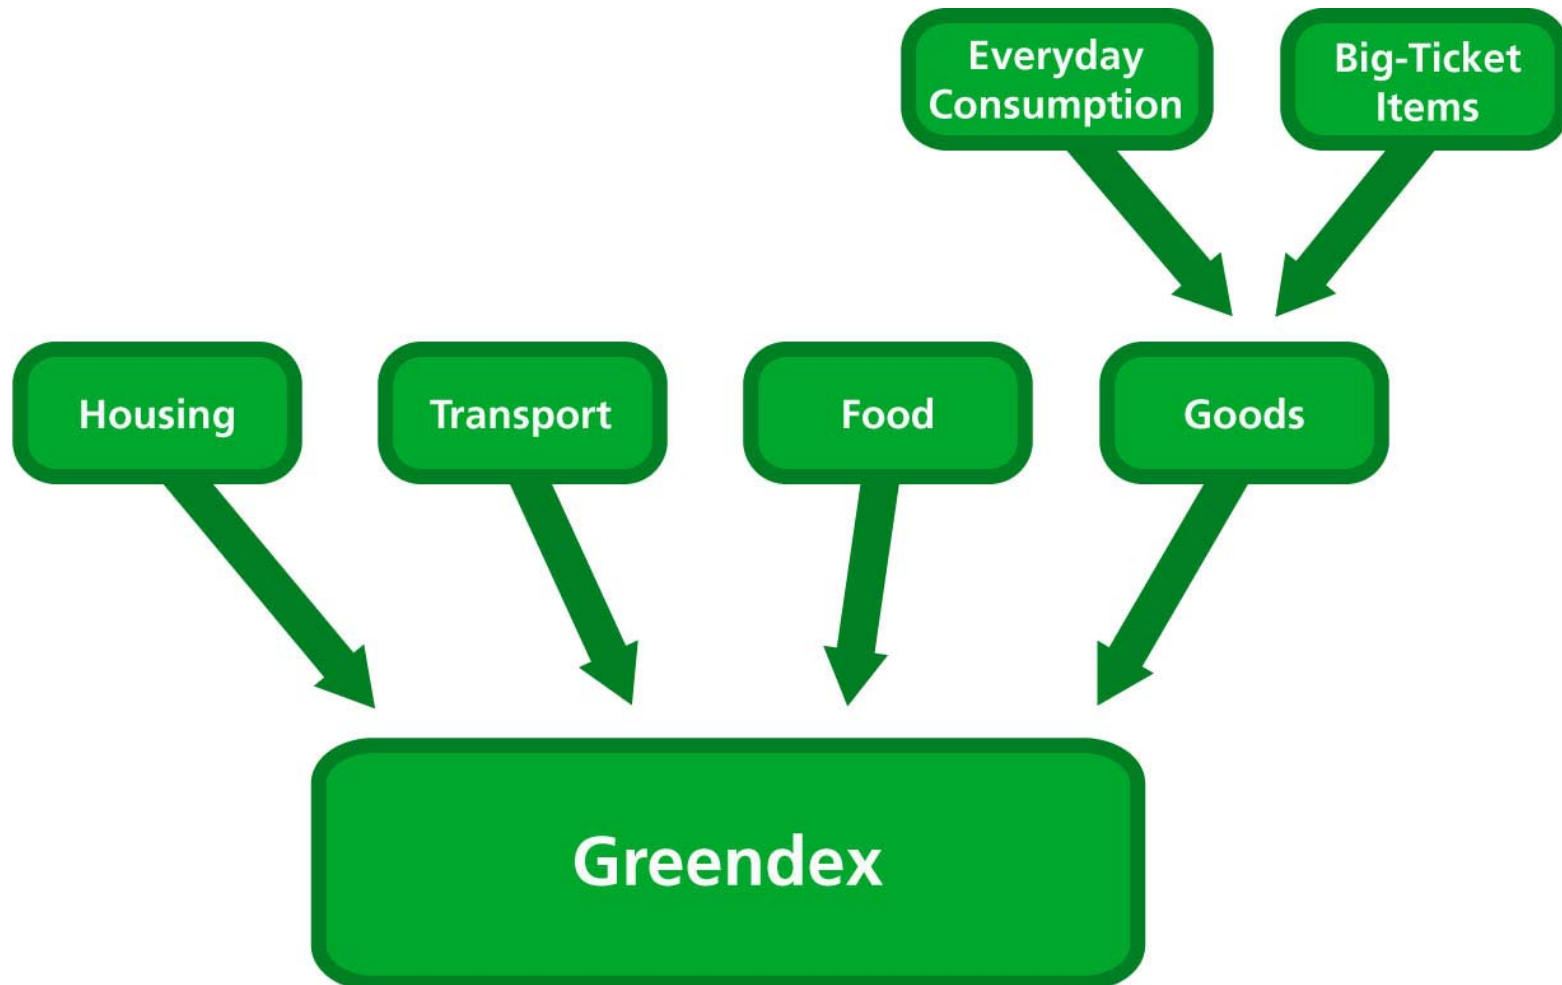 Everyday
Consumption
Big-Ticket
Items
Housing
Transport
Food
Goods
Greendex